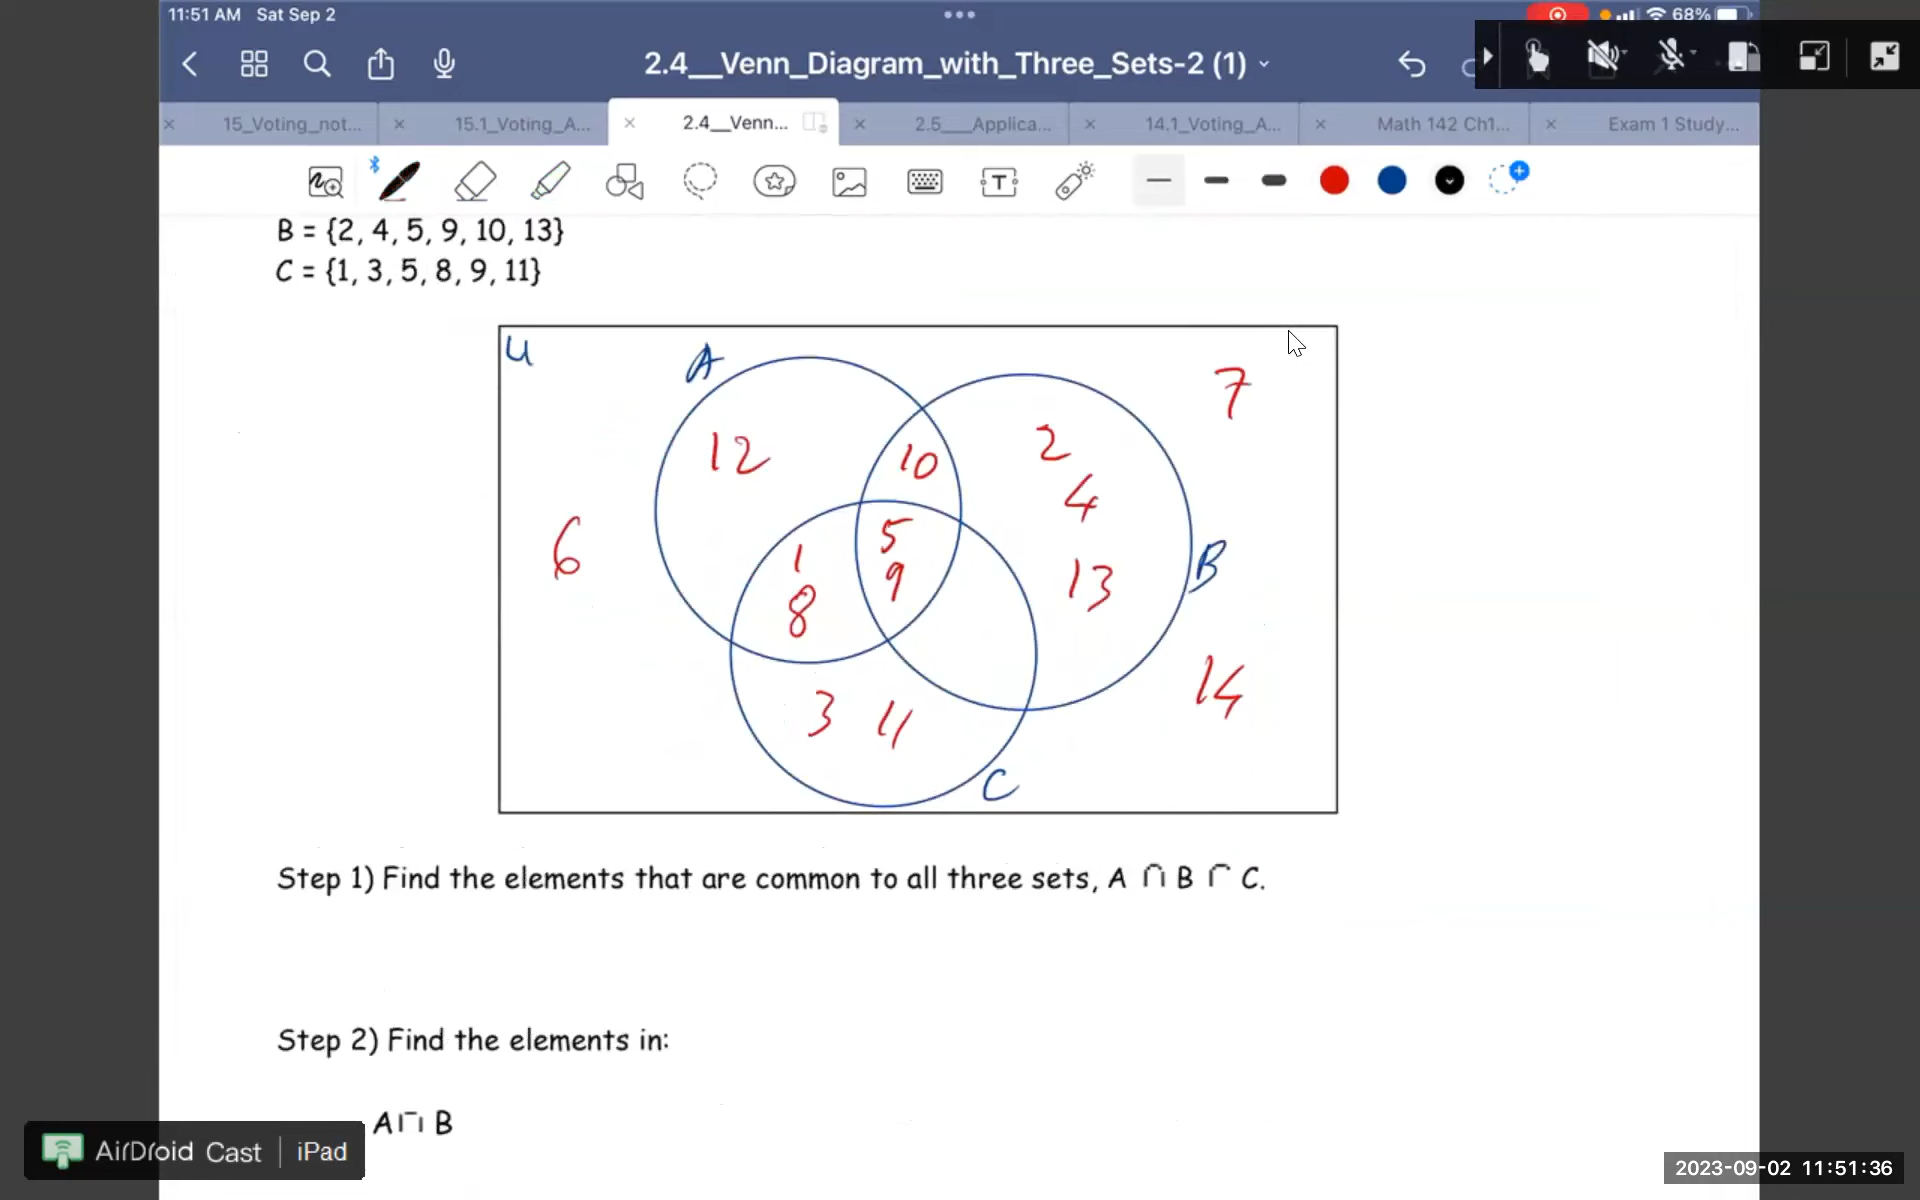 11:51 AM Sat Sep 2
68%
2.4__Venn_Diagram_with_Three_Sets-2 (1)
15_Voting_not...
15.1_Voting_A...
2.4__Venn...
2.5___Applica...
14.1_Voting_A...
Math 142 Ch1...
Exam 1 Study...
B = {2, 4, 5, 9, 10, 13}
C = {1, 3, 5, 8, 9, 11}
U
A
7
12
10
2
4
6
5
1
9
13
B
8
14
3 11
C
Step 1) Find the elements that are common to all three sets, A ∩ B ∩ C.
Step 2) Find the elements in:
A ∩ B
AirDroid Cast | iPad
2023-09-02 11:51:36